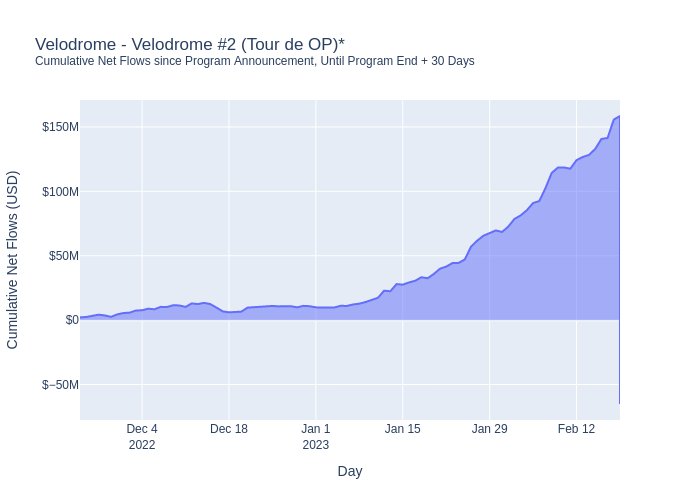 Velodrome - Velodrome #2 (Tour de OP)*
Cumulative Net Flows since Program Announcement, Until Program End + 30 Days
$150M
$100M
$50M
$0
$−50M
Cumulative Net Flows (USD)
Dec 4
2022
Dec 18
Jan 1
2023
Jan 15
Jan 29
Feb 12
Day